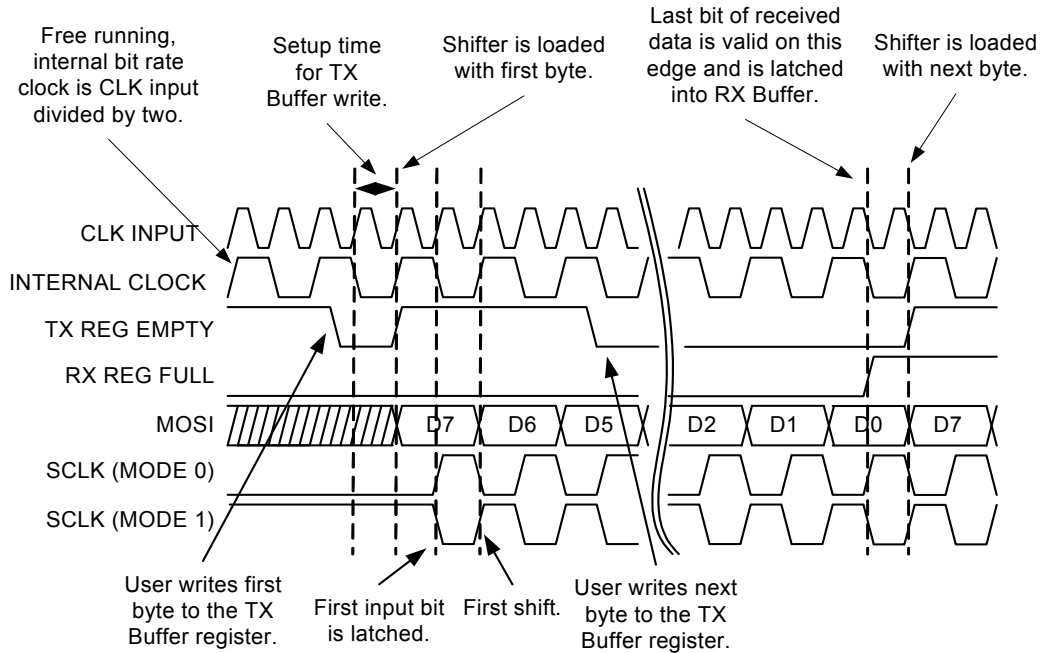 Free running,
internal bit rate
clock is CLK input
divided by two.
Setup time
for TX
Buffer write.
Shifter is loaded
with first byte.
Last bit of received
data is valid on this
edge and is latched
into RX Buffer.
Shifter is loaded
with next byte.
CLK INPUT
INTERNAL CLOCK
TX REG EMPTY
RX REG FULL
MOSI
D7
D6
D5
D2
D1
D0
D7
SCLK (MODE 0)
SCLK (MODE 1)
User writes first
byte to the TX
Buffer register.
First input bit
is latched.
First shift.
User writes next
byte to the TX
Buffer register.